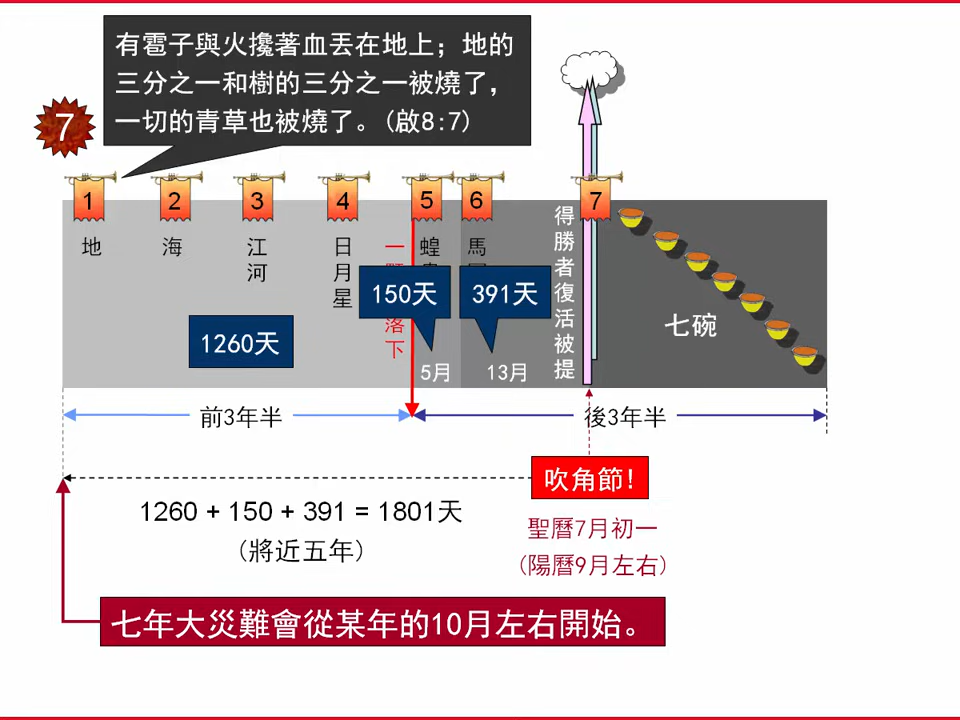 有雹子與火攙著血丟在地上；地的
三分之一和樹的三分之一被燒了，
一切的青草也被燒了。(啟8:7)
7
1
2
3
4
5
6
7
地
海
江河
日月星
一
落下
蝗
馬
得勝者復活被提
150天
391天
1260天
七碗
5月
13月
前3年半
後3年半
吹角節!
1260 + 150 + 391 = 1801天
(將近五年)
聖曆7月初一
(陽曆9月左右)
七年大災難會從某年的10月左右開始。